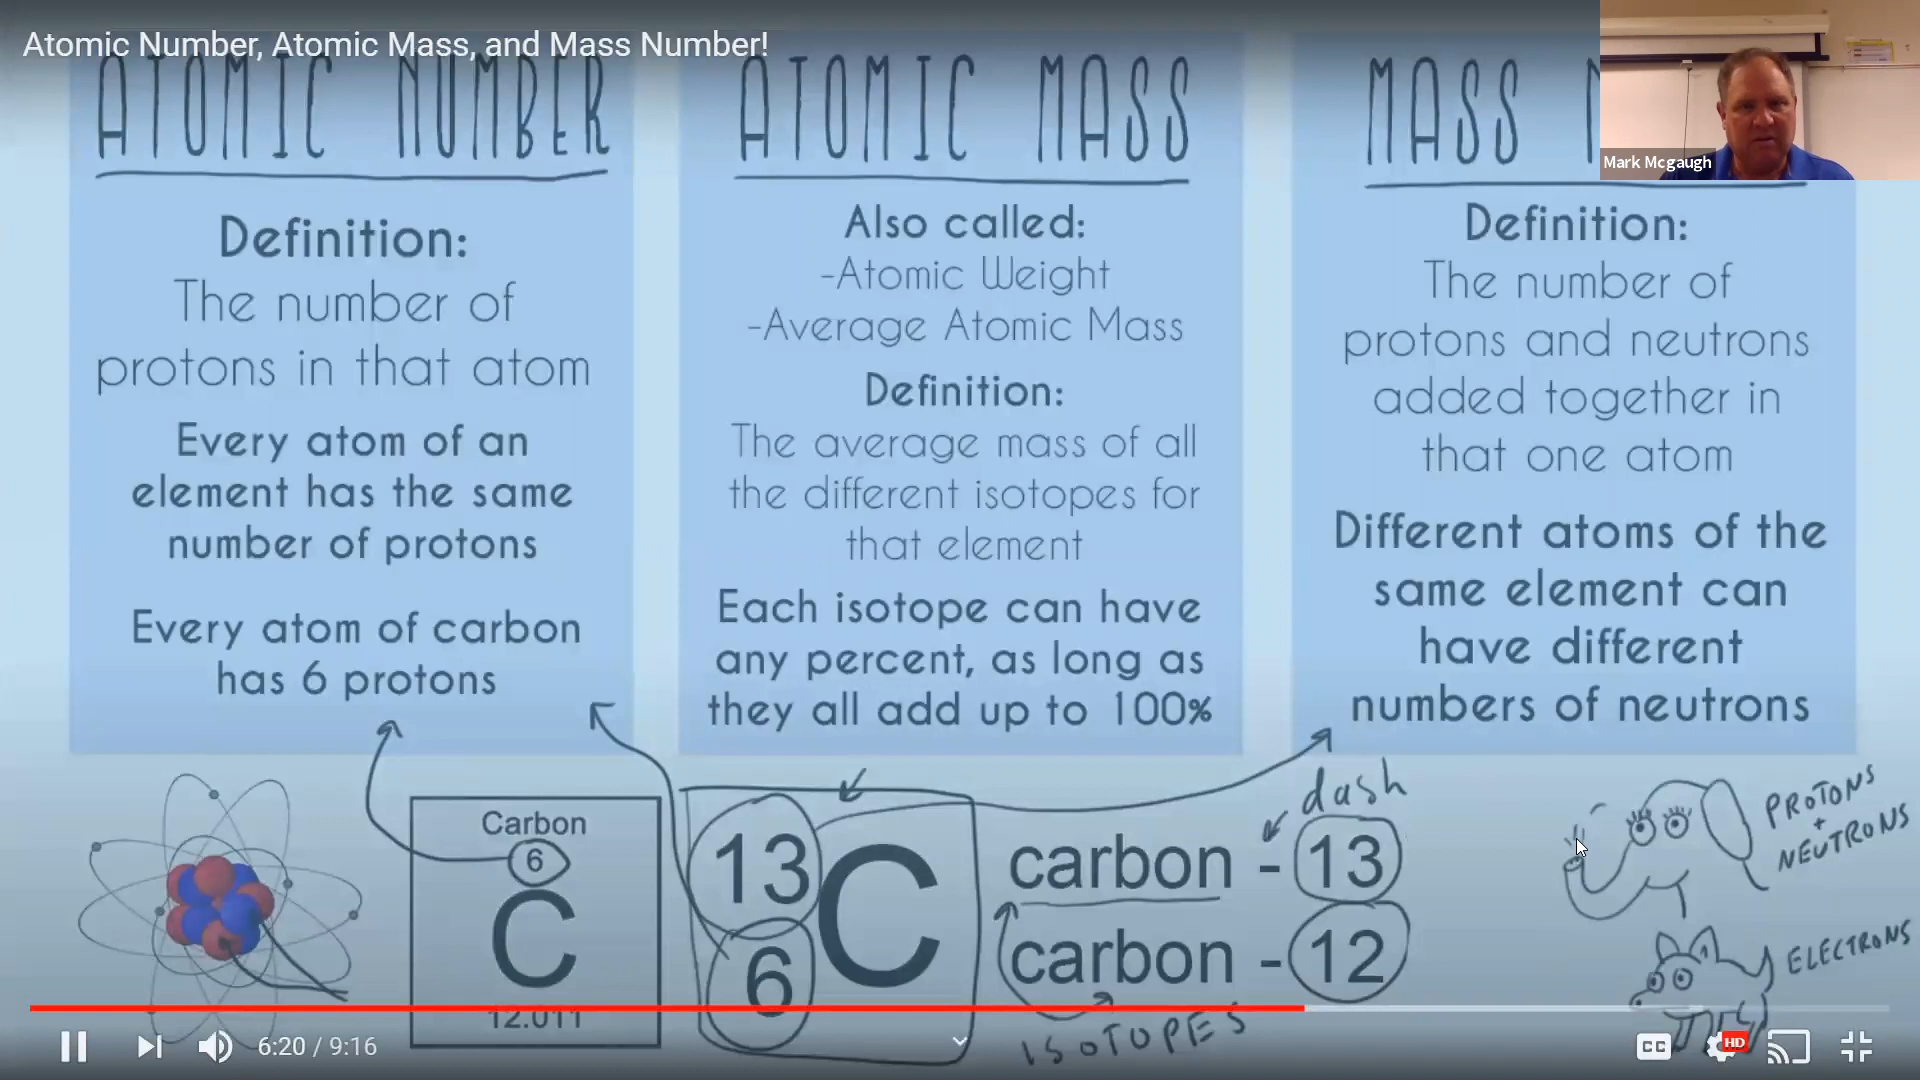 Atomic Number, Atomic Mass, and Mass Number!
ATOMIC NUMBER
Definition:
The number of
protons in that atom
Every atom of an
element has the same
number of protons
Every atom of carbon
has 6 protons
ATOMIC MASS
Also called:
-Atomic Weight
-Average Atomic Mass
Definition:
The average mass of all
the different isotopes for
that element
Each isotope can have
any percent, as long as
they all add up to 100%
MASS N
Mark Mcgaugh
Definition:
The number of
protons and neutrons
added together in
that one atom
Different atoms of the
same element can
have different
numbers of neutrons
Carbon
6
C
12.011
13
6
C
dash
carbon - 13
carbon - 12
ISOTOPES
PROTONS
+
NEUTRONS
ELECTRONS
6:20 / 9:16
CC
HD